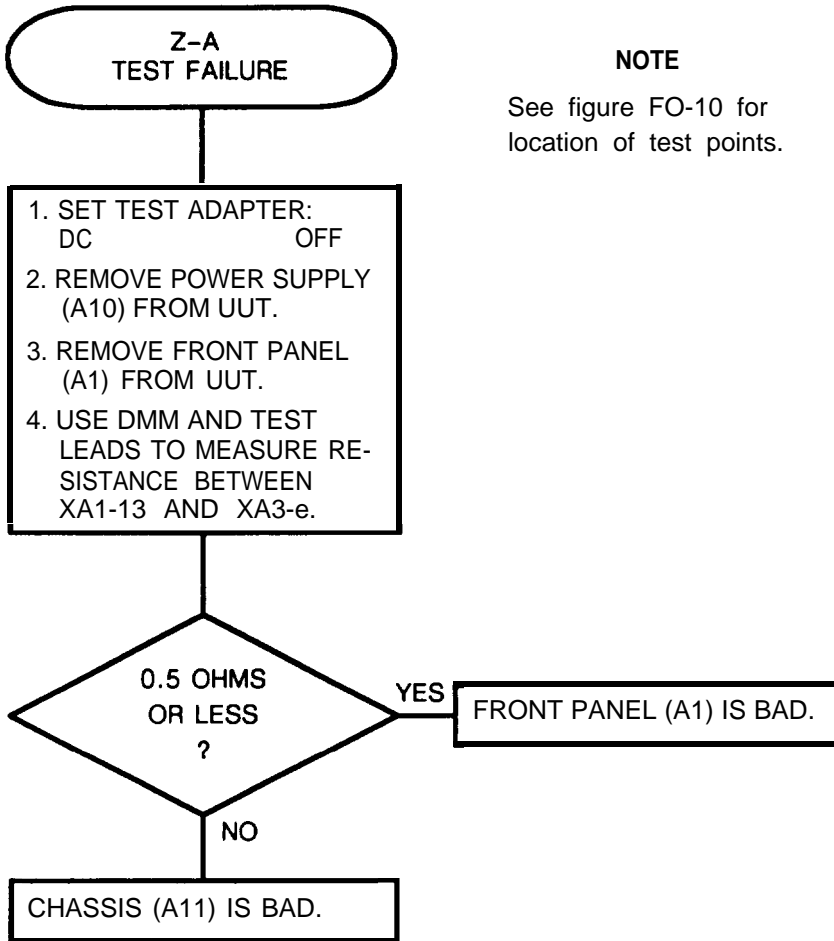 Z-A
TEST FAILURE
NOTE
See figure FO-10 for
location of test points.
1. SET TEST ADAPTER:
DC OFF
2. REMOVE POWER SUPPLY
(A10) FROM UUT.
3. REMOVE FRONT PANEL
(A1) FROM UUT.
4. USE DMM AND TEST
LEADS TO MEASURE RE-
SISTANCE BETWEEN
XA1-13 AND XA3-e.
0.5 OHMS
OR LESS
?
YES
FRONT PANEL (A1) IS BAD.
NO
CHASSIS (A11) IS BAD.